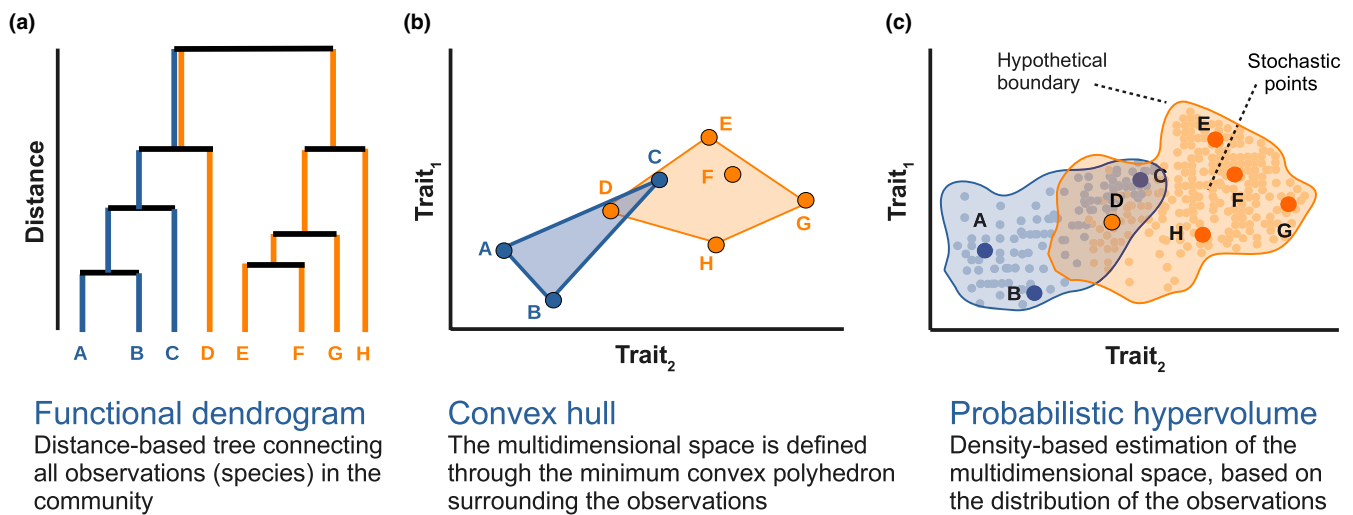 (a)
Distance
A B C D E F G H
Functional dendrogram
Distance-based tree connecting
all observations (species) in the
community
(b)
Trait1
E
C
D
F
A
G
H
B
Trait2
Convex hull
The multidimensional space is defined
through the minimum convex polyhedron
surrounding the observations
(c)
Hypothetical
boundary
Stochastic
points
Trait1
E
C
D
F
A
G
H
B
Trait2
Probabilistic hypervolume
Density-based estimation of the
multidimensional space, based on
the distribution of the observations